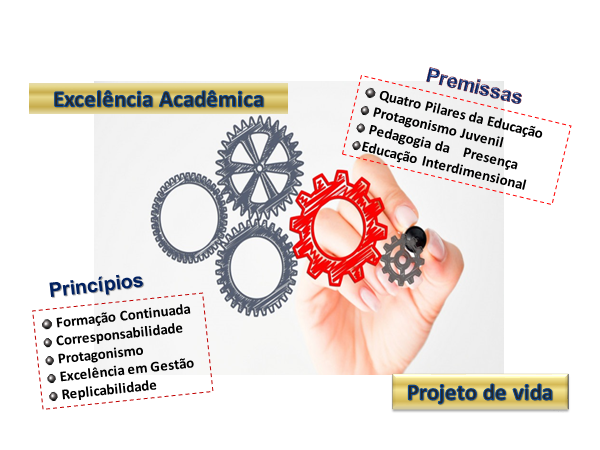 Excelência Acadêmica
Premissas
Quatro Pilares da Educação
Protagonismo Juvenil
Pedagogia da Presença
Educação Interdimensional
Princípios
Formação Continuada
Corresponsabilidade
Protagonismo
Excelência em Gestão
Replicabilidade
Projeto de vida